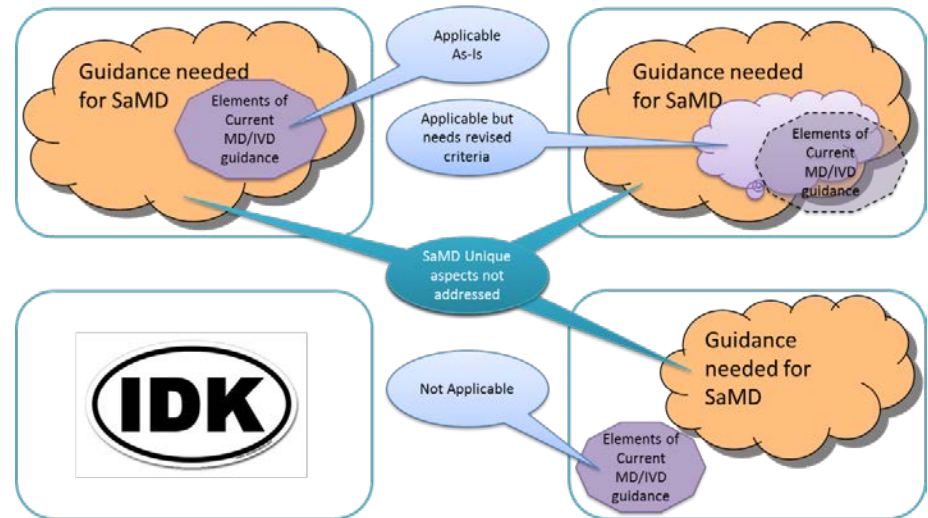 Guidance needed
for SaMD
Elements of
Current
MD/IVD
guidance
Applicable
As-Is
Applicable but
needs revised
criteria
Guidance needed
for SaMD
Elements of
Current
MD/IVD
guidance
SaMD Unique
aspects not
addressed
IDK
Not Applicable
Guidance
needed for
SaMD
Elements of
Current
MD/IVD
guidance